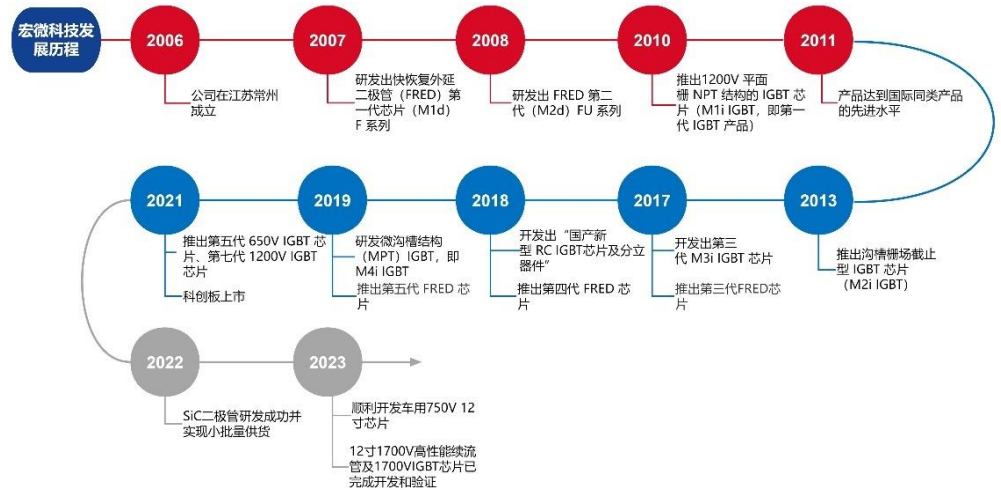 宏微科技发
展历程
2006
公司在江苏常州
成立
2007
研发出快恢复外延
二极管（FRED）第
一代芯片（M1d）
F 系列
2008
研发出 FRED 第二
代（M2d）FU 系列
2010
推出1200V 平面
栅 NPT 结构的 IGBT 芯
片（M1i IGBT，即第一
代 IGBT 产品）
2011
产品达到国际同类产品
的先进水平
2013
推出沟槽栅场截止
型 IGBT 芯片
（M2i IGBT）
2017
开发出第三
代 M3i IGBT 芯片
推出第三代FRED芯
片
2018
开发出“国产新
型 RC IGBT芯片及分立
器件”
推出第四代 FRED 芯
片
2019
研发微沟槽结构
（MPT）IGBT，即
M4i IGBT
推出第五代 FRED 芯
片
2021
推出第五代 650V IGBT 芯
片、第七代 1200V IGBT
芯片
科创板上市
2022
SiC二极管研发成功并
实现小批量供货
2023
顺利开发车用750V 12
寸芯片
12寸1700V高性能续流
管及1700VIGBT芯片已
完成开发和验证